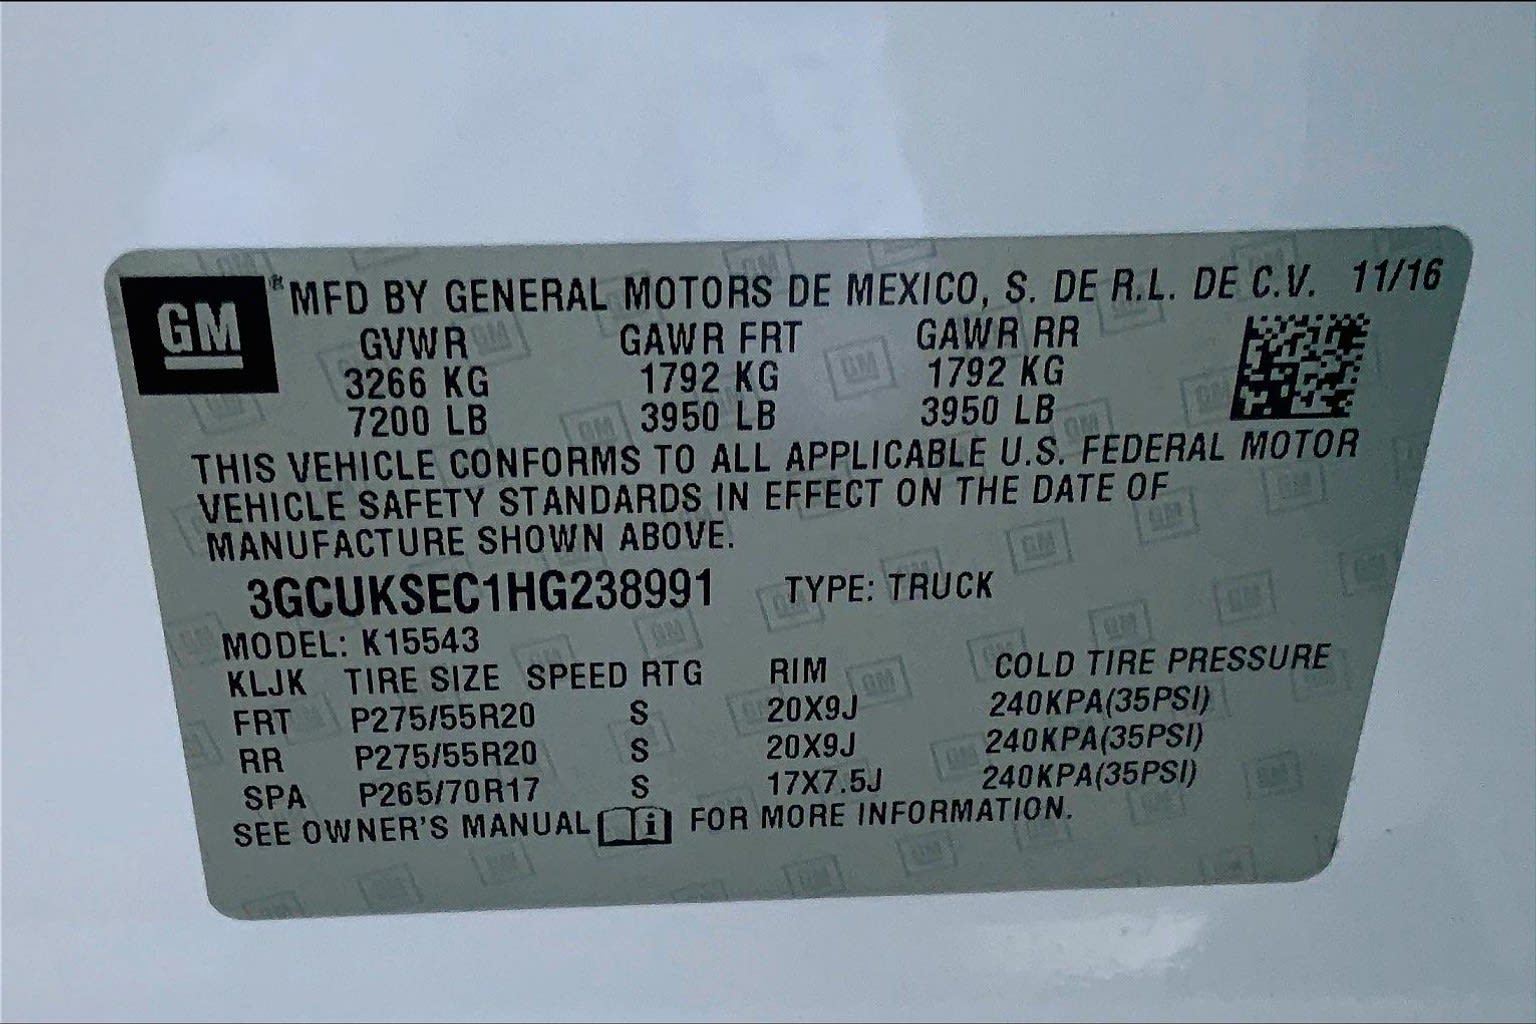 GM ® MFD BY GENERAL MOTORS DE MEXICO, S. DE R.L. DE C.V. 11/16
GVWR GAWR FRT GAWR RR
3266 KG 1792 KG 1792 KG
7200 LB 3950 LB 3950 LB
THIS VEHICLE CONFORMS TO ALL APPLICABLE U.S. FEDERAL MOTOR
VEHICLE SAFETY STANDARDS IN EFFECT ON THE DATE OF
MANUFACTURE SHOWN ABOVE.
3GCUKSEC1HG238991 TYPE: TRUCK
MODEL: K15543
KLJK TIRE SIZE SPEED RTG RIM COLD TIRE PRESSURE
FRT P275/55R20 S 20X9J 240KPA(35PSI)
RR P275/55R20 S 20X9J 240KPA(35PSI)
SPA P265/70R17 S 17X7.5J 240KPA(35PSI)
SEE OWNER'S MANUAL i FOR MORE INFORMATION.